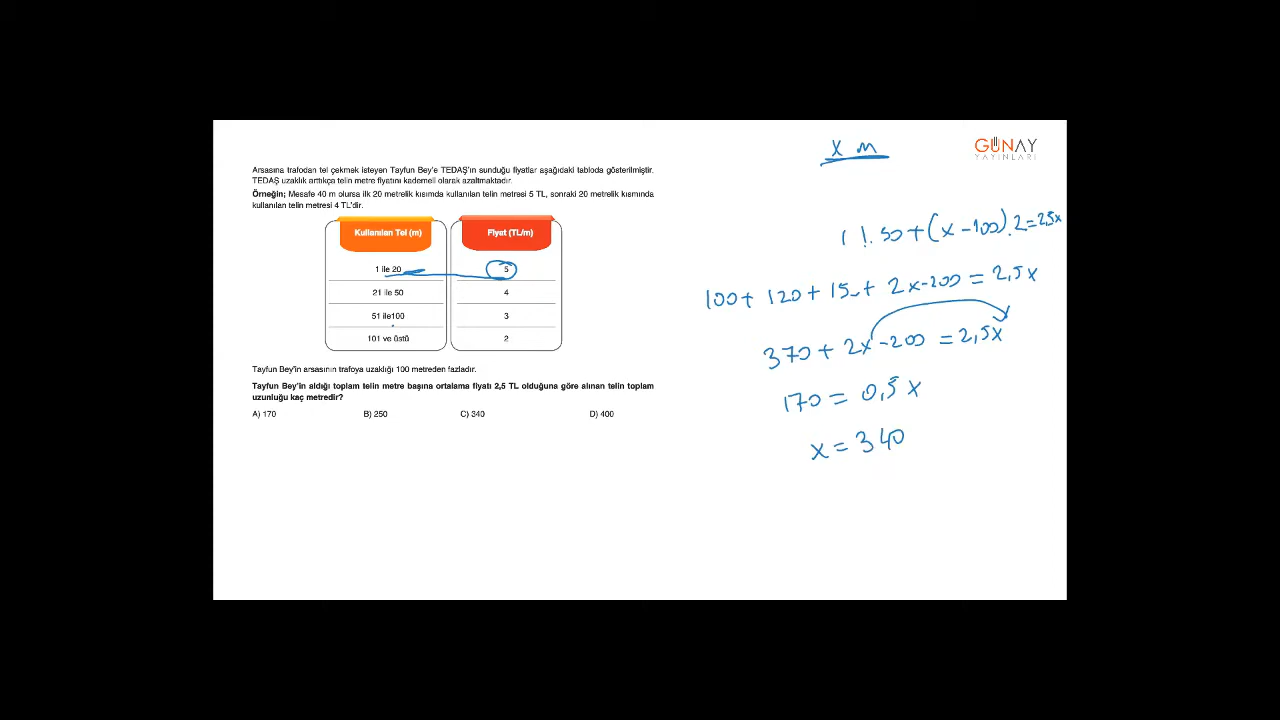 Arsasına trafodan tel çekmek isteyen Tayfun Bey'e TEDAŞ'ın sunduğu fiyatlar aşağıdaki tabloda gösterilmiştir.
TEDAŞ uzaklık arttıkça telin metre fiyatını kademeli olarak azaltmaktadır.
Örneğin; Mesafe 40 m olursa ilk 20 metrelik kısımda kullanılan telin metresi 5 TL, sonraki 20 metrelik kısımında
kullanılan telin metresi 4 TL'dir.
Kullanılan Tel (m) Fiyat (TL/m)
1 ile 20 5
21 ile 50 4
51 ile100 3
101 ve üstü 2
Tayfun Bey'in arsasının trafoya uzaklığı 100 metreden fazladır.
Tayfun Bey'in aldığı toplam telin metre başına ortalama fiyatı 2,5 TL olduğuna göre alınan telin toplam
uzunluğu kaç metredir?
A) 170 B) 250 C) 340 D) 400
x m
GÜNAY
YAYINLARI
50+(x-100).2=2,5x
100+ 120+ 150+ 2x-200 = 2,5x
370+ 2x-200 = 2,5x
170 = 0,5x
x = 340